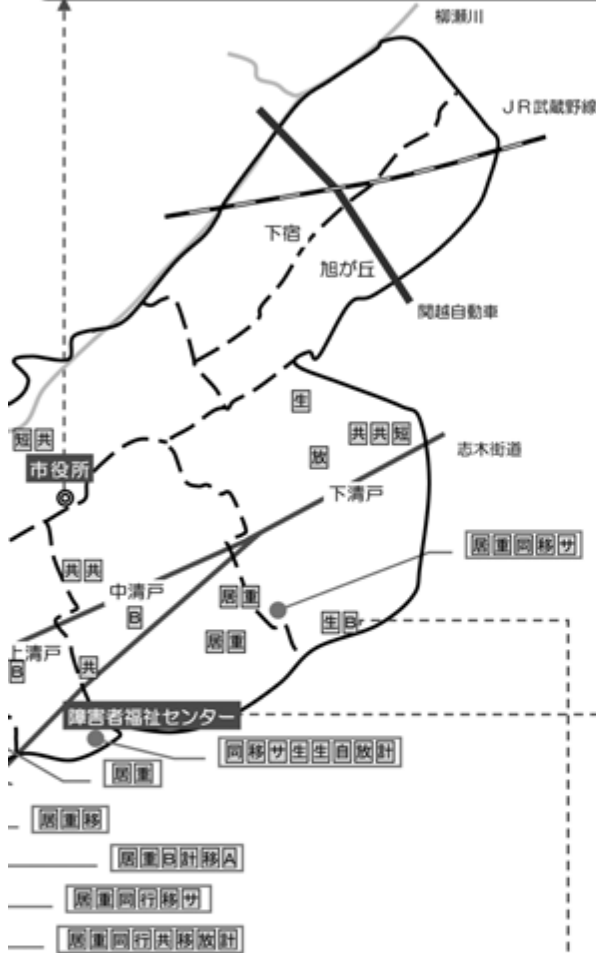 柳瀬川
JR武蔵野線
下宿
旭が丘
関越自動車
生
短共
共共短
放
志木街道
市役所
下清戸
居重同移サ
共共
中清戸
居重
B
生B
居重
上清戸
B
共
障害者福祉センター
同移サ生生自放計
居重
居重移
居重B計移A
居重同行移サ
居重同行共移放計